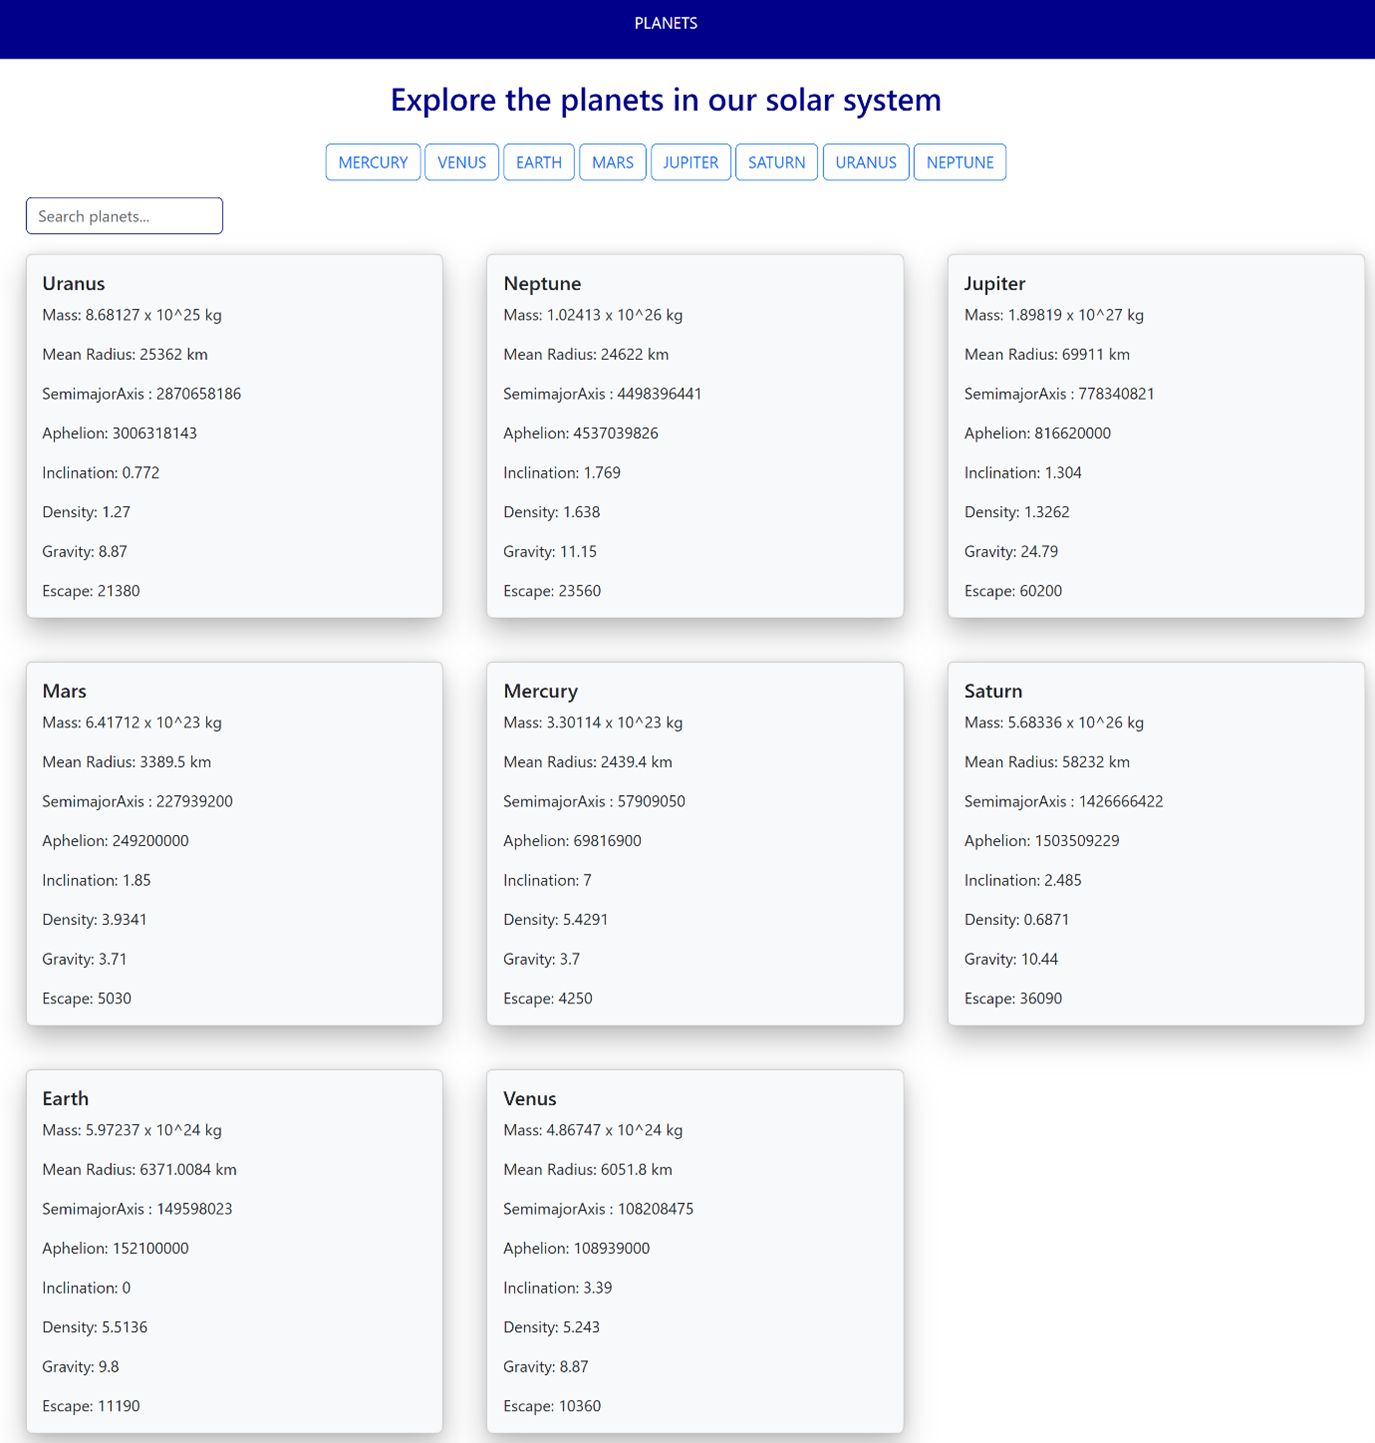 PLANETS
Explore the planets in our solar system
MERCURY VENUS EARTH MARS JUPITER SATURN URANUS NEPTUNE
Search planets...
Uranus
Mass: 8.68127 x 10^25 kg
Mean Radius: 25362 km
SemimajorAxis : 2870658186
Aphelion: 3006318143
Inclination: 0.772
Density: 1.27
Gravity: 8.87
Escape: 21380
Neptune
Mass: 1.02413 x 10^26 kg
Mean Radius: 24622 km
SemimajorAxis : 4498396441
Aphelion: 4537039826
Inclination: 1.769
Density: 1.638
Gravity: 11.15
Escape: 23560
Jupiter
Mass: 1.89819 x 10^27 kg
Mean Radius: 69911 km
SemimajorAxis : 778340821
Aphelion: 816620000
Inclination: 1.304
Density: 1.3262
Gravity: 24.79
Escape: 60200
Mars
Mass: 6.41712 x 10^23 kg
Mean Radius: 3389.5 km
SemimajorAxis : 227939200
Aphelion: 249200000
Inclination: 1.85
Density: 3.9341
Gravity: 3.71
Escape: 5030
Mercury
Mass: 3.30114 x 10^23 kg
Mean Radius: 2439.4 km
SemimajorAxis : 57909050
Aphelion: 69816900
Inclination: 7
Density: 5.4291
Gravity: 3.7
Escape: 4250
Saturn
Mass: 5.68336 x 10^26 kg
Mean Radius: 58232 km
SemimajorAxis : 1426666422
Aphelion: 1503509229
Inclination: 2.485
Density: 0.6871
Gravity: 10.44
Escape: 36090
Earth
Mass: 5.97237 x 10^24 kg
Mean Radius: 6371.0084 km
SemimajorAxis : 149598023
Aphelion: 152100000
Inclination: 0
Density: 5.5136
Gravity: 9.8
Escape: 11190
Venus
Mass: 4.86747 x 10^24 kg
Mean Radius: 6051.8 km
SemimajorAxis : 108208475
Aphelion: 108939000
Inclination: 3.39
Density: 5.243
Gravity: 8.87
Escape: 10360